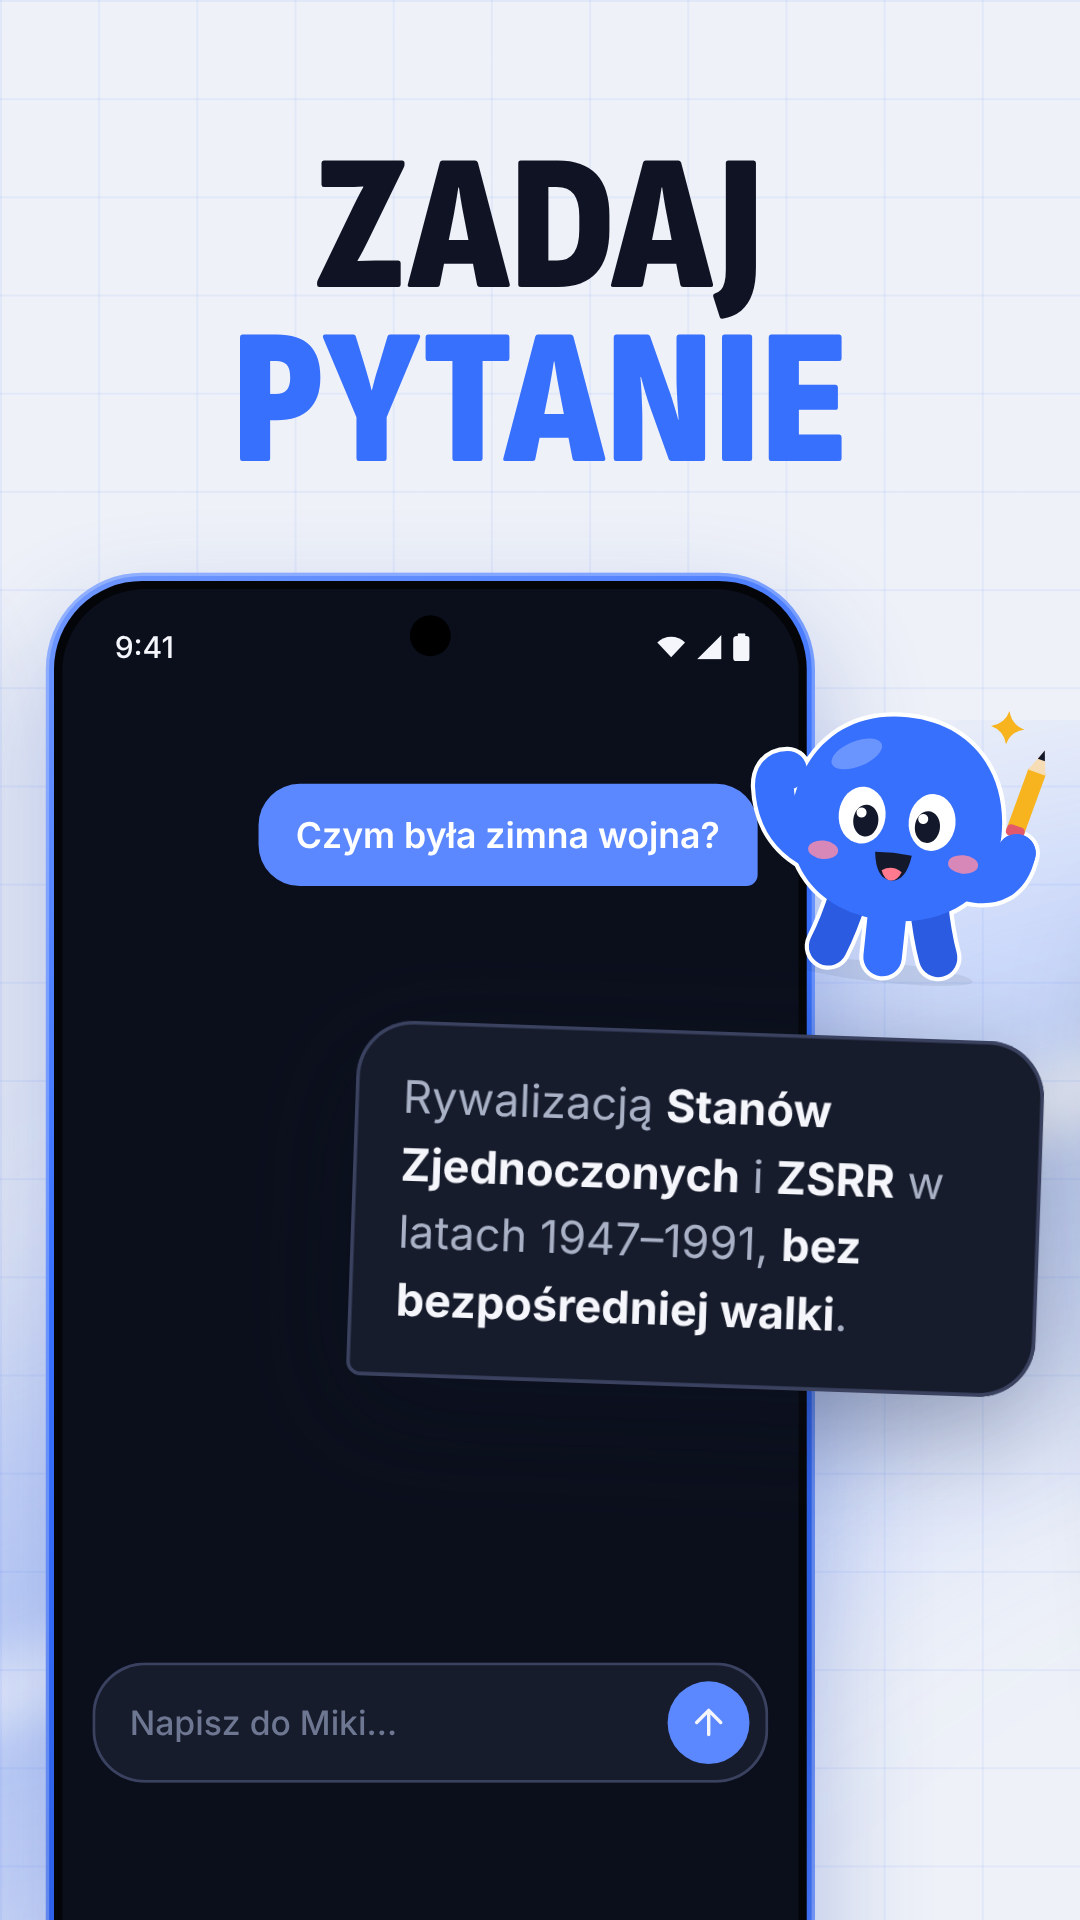 ZADAJ
PYTANIE
9:41
Czym była zimna wojna?
Rywalizacją Stanów
Zjednoczonych i ZSRR w
latach 1947–1991, bez
bezpośredniej walki.
Napisz do Miki...